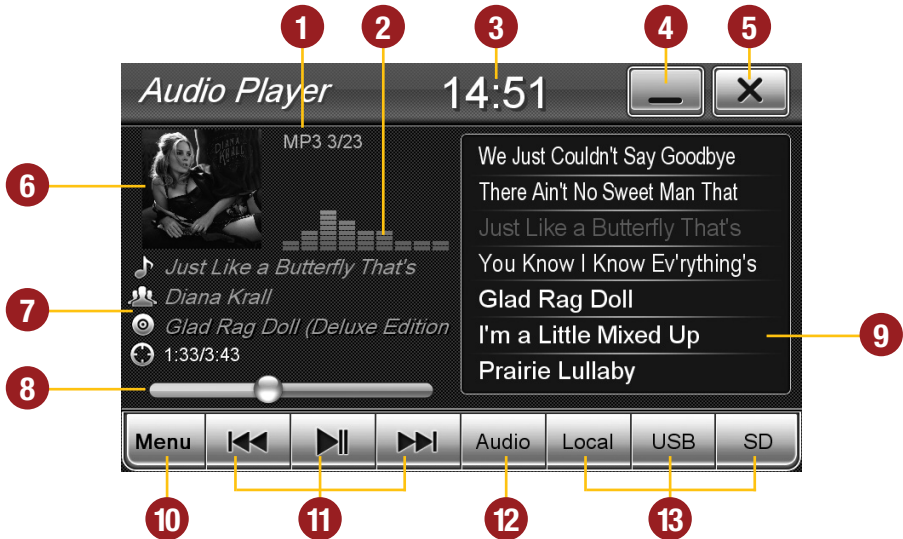 1 2 3 4 5
Audio Player 14:51
MP3 3/23
DIANA
KRALL
6
Just Like a Butterfly That's
Diana Krall
7
Glad Rag Doll (Deluxe Edition
1:33/3:43
8
We Just Couldn't Say Goodbye
There Ain't No Sweet Man That
Just Like a Butterfly That's
You Know I Know Ev'rything's
Glad Rag Doll
I'm a Little Mixed Up
9
Prairie Lullaby
Menu Audio Local USB SD
10 11 12 13